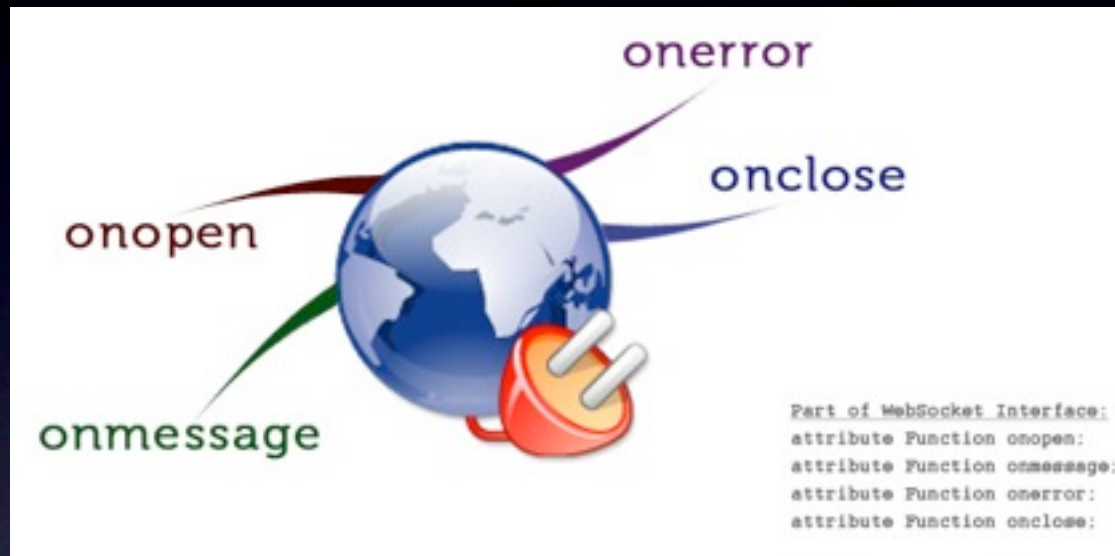 onerror
onclose
onopen
onmessage
Part of WebSocket Interface:
attribute Function onopen;
attribute Function onmessage;
attribute Function onerror;
attribute Function onclose;